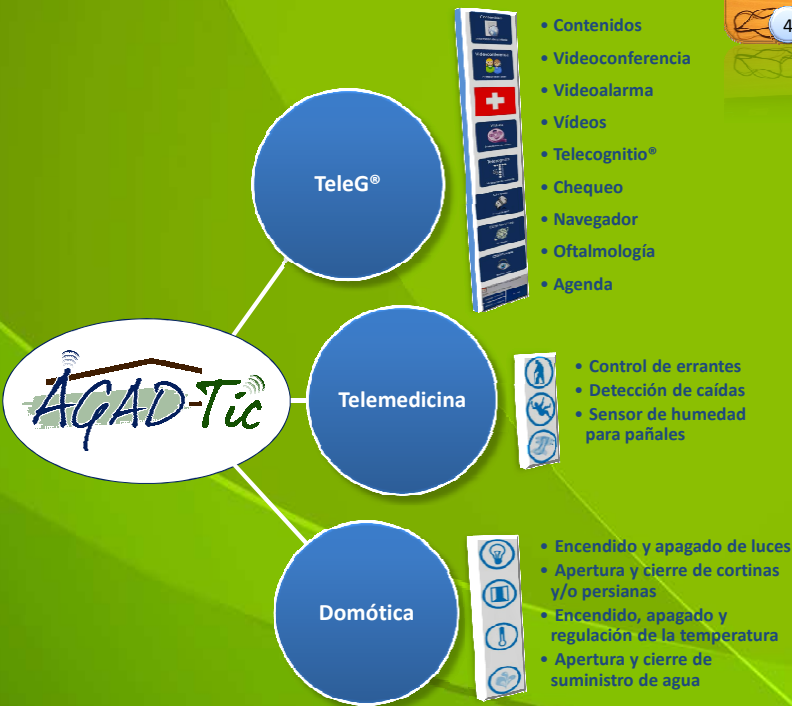 4
• Contenidos
• Videoconferencia
• Videoalarma
• Vídeos
• Telecognitio®
• Chequeo
• Navegador
• Oftalmología
• Agenda
TeleG®
AGAD-Tic
Telemedicina
• Control de errantes
• Detección de caídas
• Sensor de humedad
para pañales
Domótica
• Encendido y apagado de luces
• Apertura y cierre de cortinas
y/o persianas
• Encendido, apagado y
regulación de la temperatura
• Apertura y cierre de
suministro de agua